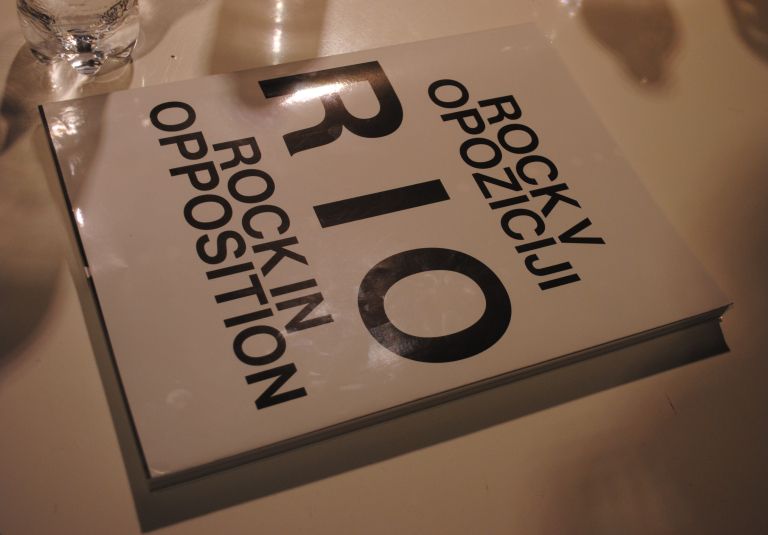 ROCK V
OPOZICIJI
RIO
ROCK IN
OPPOSITION